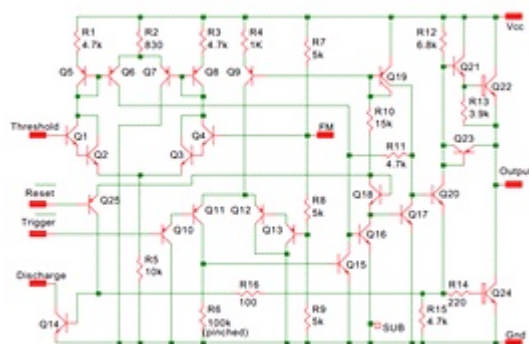 R1
4.7k
R2
830
R3
4.7k
R4
1K
R7
5k
R12
6.8k
Vcc
Q5
Q6
Q7
Q8
Q9
Q19
Q21
Q22
R13
3.9k
R10
15k
Threshold
Q1
Q2
Q3
Q4
FM
Q23
R11
4.7k
Output
Reset
Q25
Q18
Q20
Trigger
Q10
Q11
Q12
Q13
R8
5k
Q16
Q17
Q15
R5
10k
Discharge
R16
100
R14
220
Q24
Q14
R6
100k
(pinched)
R9
5k
SUB
R15
4.7k
Gnd